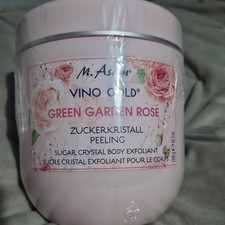 M. Asam
VINO GOLD®
GREEN GARDEN ROSE
ZUCKERKRISTALL
PEELING
SUGAR, CRYSTAL BODY EXFOLIANT
SUCRE CRISTAL EXFOLIANT POUR LE CORPS